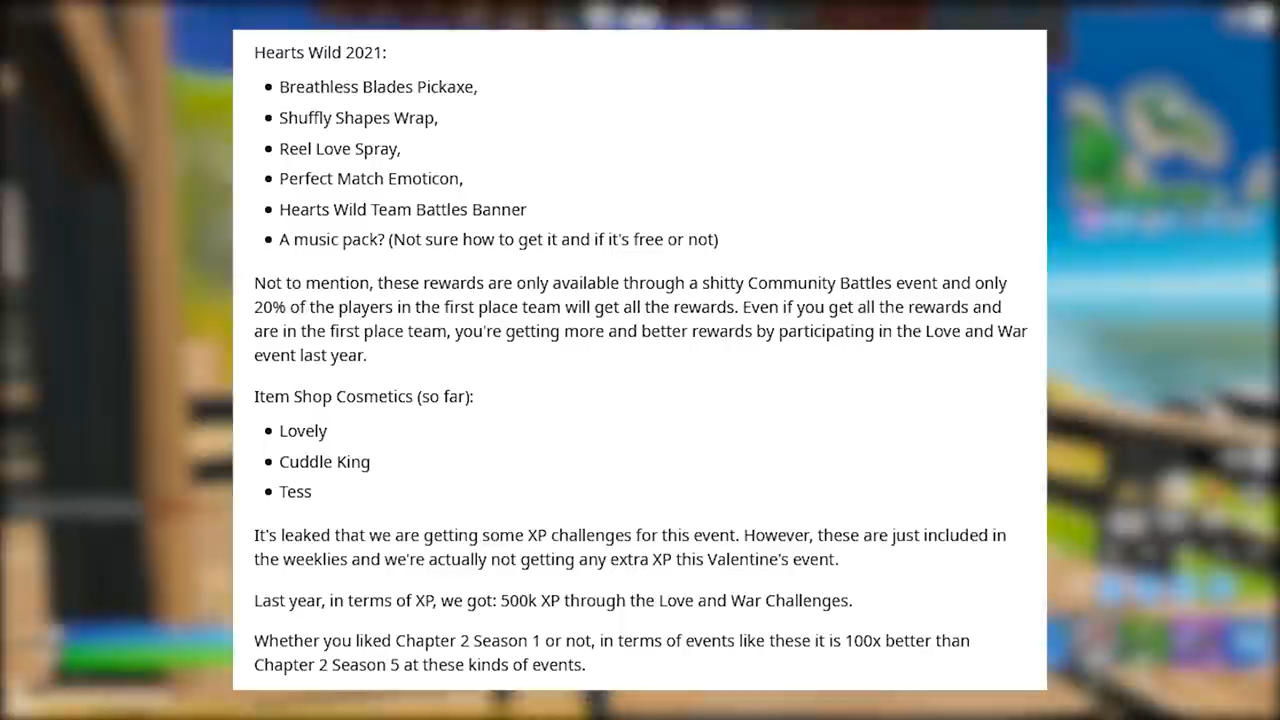 Hearts Wild 2021:
• Breathless Blades Pickaxe,
• Shuffly Shapes Wrap,
• Reel Love Spray,
• Perfect Match Emoticon,
• Hearts Wild Team Battles Banner
• A music pack? (Not sure how to get it and if it's free or not)
Not to mention, these rewards are only available through a shitty Community Battles event and only
20% of the players in the first place team will get all the rewards. Even if you get all the rewards and
are in the first place team, you're getting more and better rewards by participating in the Love and War
event last year.
Item Shop Cosmetics (so far):
• Lovely
• Cuddle King
• Tess
It's leaked that we are getting some XP challenges for this event. However, these are just included in
the weeklies and we're actually not getting any extra XP this Valentine's event.
Last year, in terms of XP, we got: 500k XP through the Love and War Challenges.
Whether you liked Chapter 2 Season 1 or not, in terms of events like these it is 100x better than
Chapter 2 Season 5 at these kinds of events.